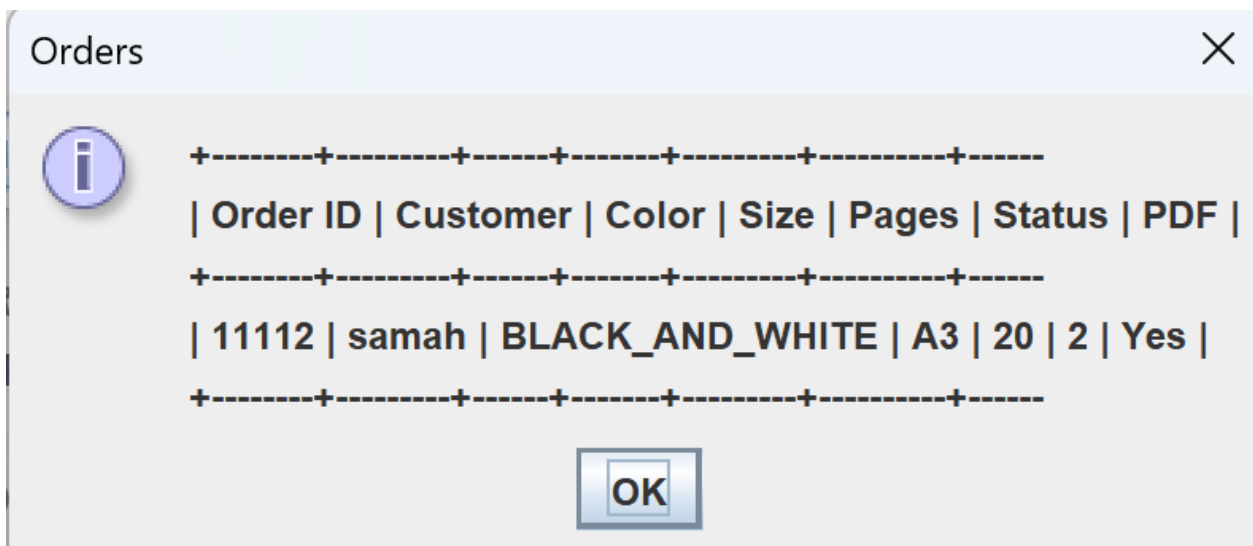 Orders
+--------+---------+------+-------+---------+----------+------
| Order ID | Customer | Color | Size | Pages | Status | PDF |
+--------+---------+------+-------+---------+----------+------
| 11112 | samah | BLACK_AND_WHITE | A3 | 20 | 2 | Yes |
+--------+---------+------+-------+---------+----------+------
OK